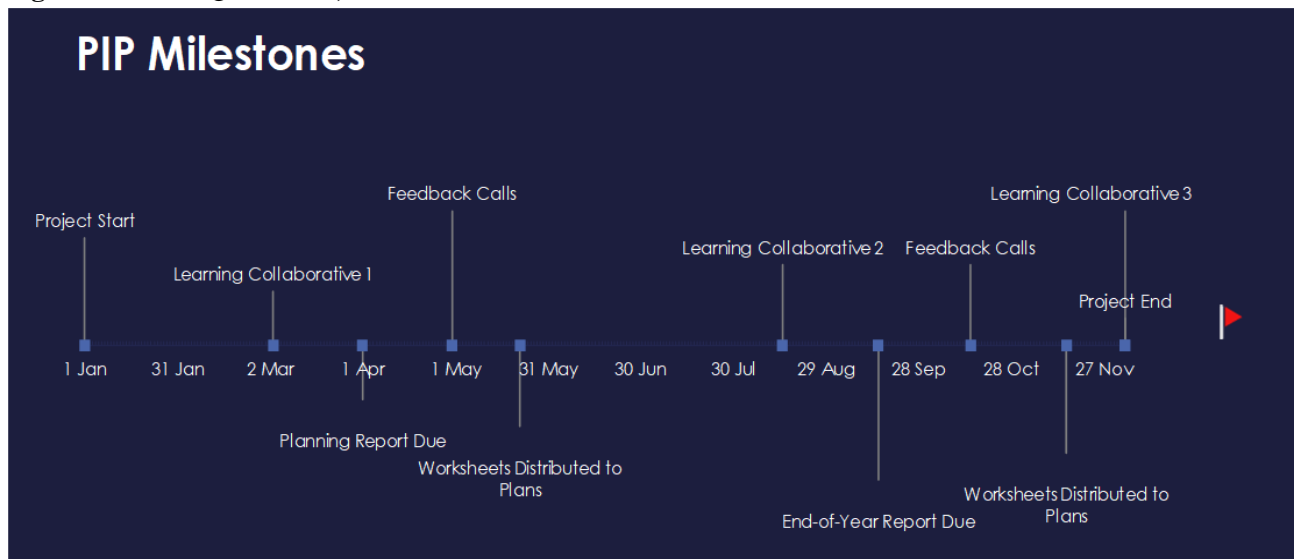 PIP Milestones
Feedback Calls
Learning Collaborative 3
Project Start
Learning Collaborative 2
Feedback Calls
Learning Collaborative 1
Project End
1 Jan
31 Jan
2 Mar
1 Apr
1 May
31 May
30 Jun
30 Jul
29 Aug
28 Sep
28 Oct
27 Nov
Planning Report Due
Worksheets Distributed to
Plans
Worksheets Distributed to
Plans
End-of-Year Report Due